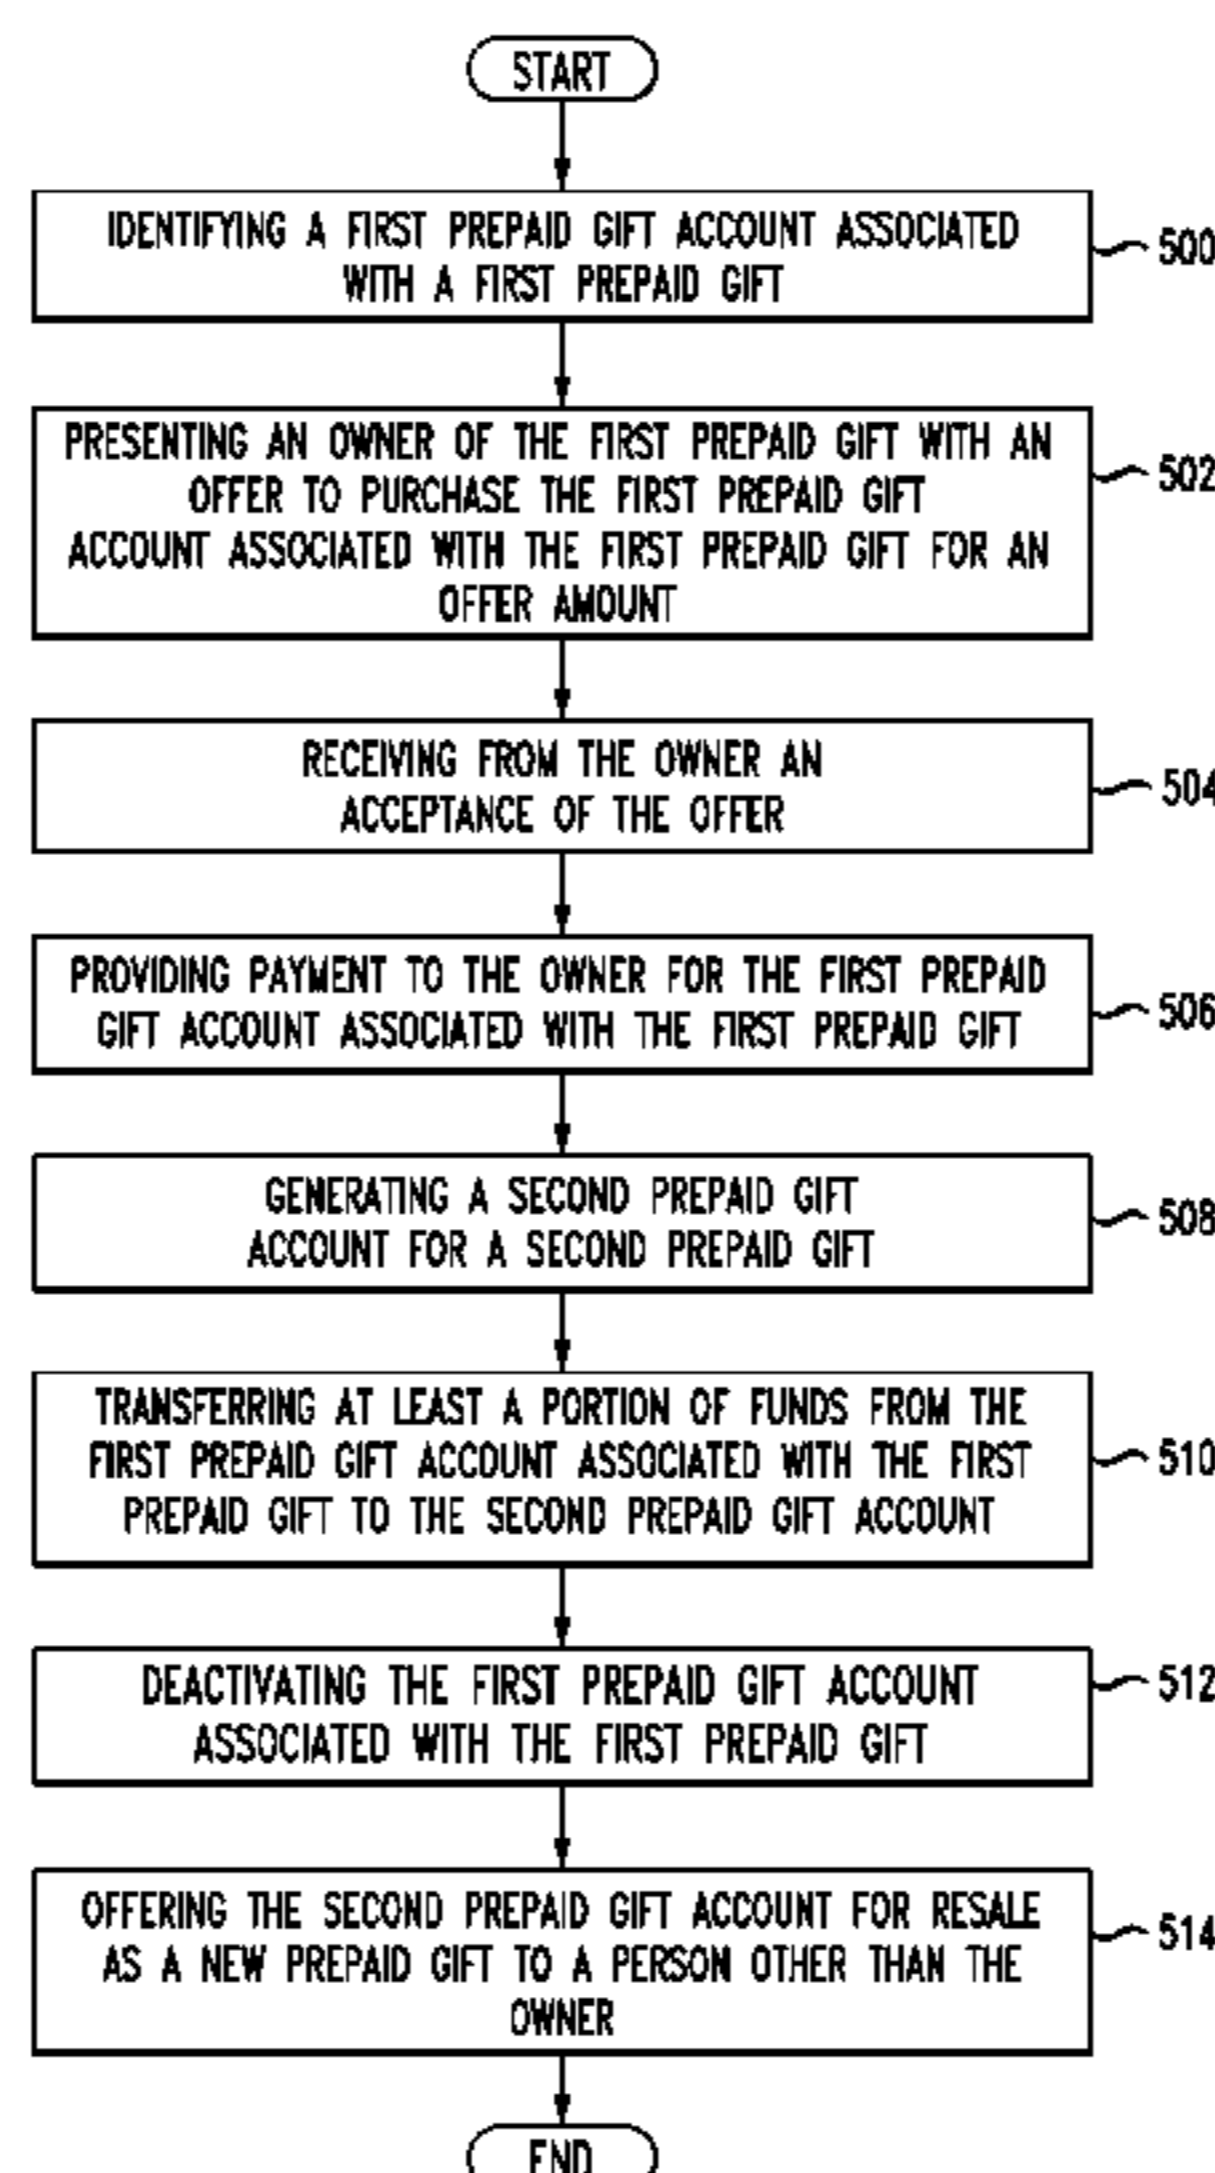 START
IDENTIFYING A FIRST PREPAID GIFT ACCOUNT ASSOCIATED
WITH A FIRST PREPAID GIFT
500
PRESENTING AN OWNER OF THE FIRST PREPAID GIFT WITH AN
OFFER TO PURCHASE THE FIRST PREPAID GIFT
ACCOUNT ASSOCIATED WITH THE FIRST PREPAID GIFT FOR AN
OFFER AMOUNT
502
RECEIVING FROM THE OWNER AN
ACCEPTANCE OF THE OFFER
504
PROVIDING PAYMENT TO THE OWNER FOR THE FIRST PREPAID
GIFT ACCOUNT ASSOCIATED WITH THE FIRST PREPAID GIFT
506
GENERATING A SECOND PREPAID GIFT
ACCOUNT FOR A SECOND PREPAID GIFT
508
TRANSFERRING AT LEAST A PORTION OF FUNDS FROM THE
FIRST PREPAID GIFT ACCOUNT ASSOCIATED WITH THE FIRST
PREPAID GIFT TO THE SECOND PREPAID GIFT ACCOUNT
510
DEACTIVATING THE FIRST PREPAID GIFT ACCOUNT
ASSOCIATED WITH THE FIRST PREPAID GIFT
512
OFFERING THE SECOND PREPAID GIFT ACCOUNT FOR RESALE
AS A NEW PREPAID GIFT TO A PERSON OTHER THAN THE
OWNER
514
END